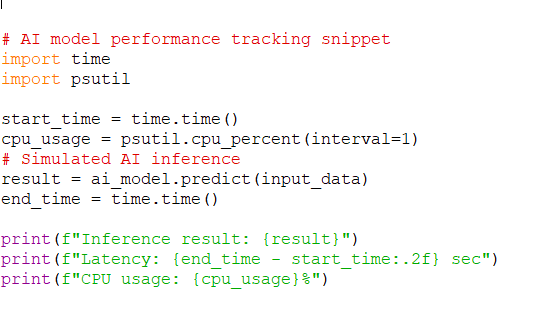 # AI model performance tracking snippet
import time
import psutil
start_time = time.time()
cpu_usage = psutil.cpu_percent(interval=1)
# Simulated AI inference
result = ai_model.predict(input_data)
end_time = time.time()
print(f"Inference result: {result}")
print(f"Latency: {end_time - start_time:.2f} sec")
print(f"CPU usage: {cpu_usage}%")